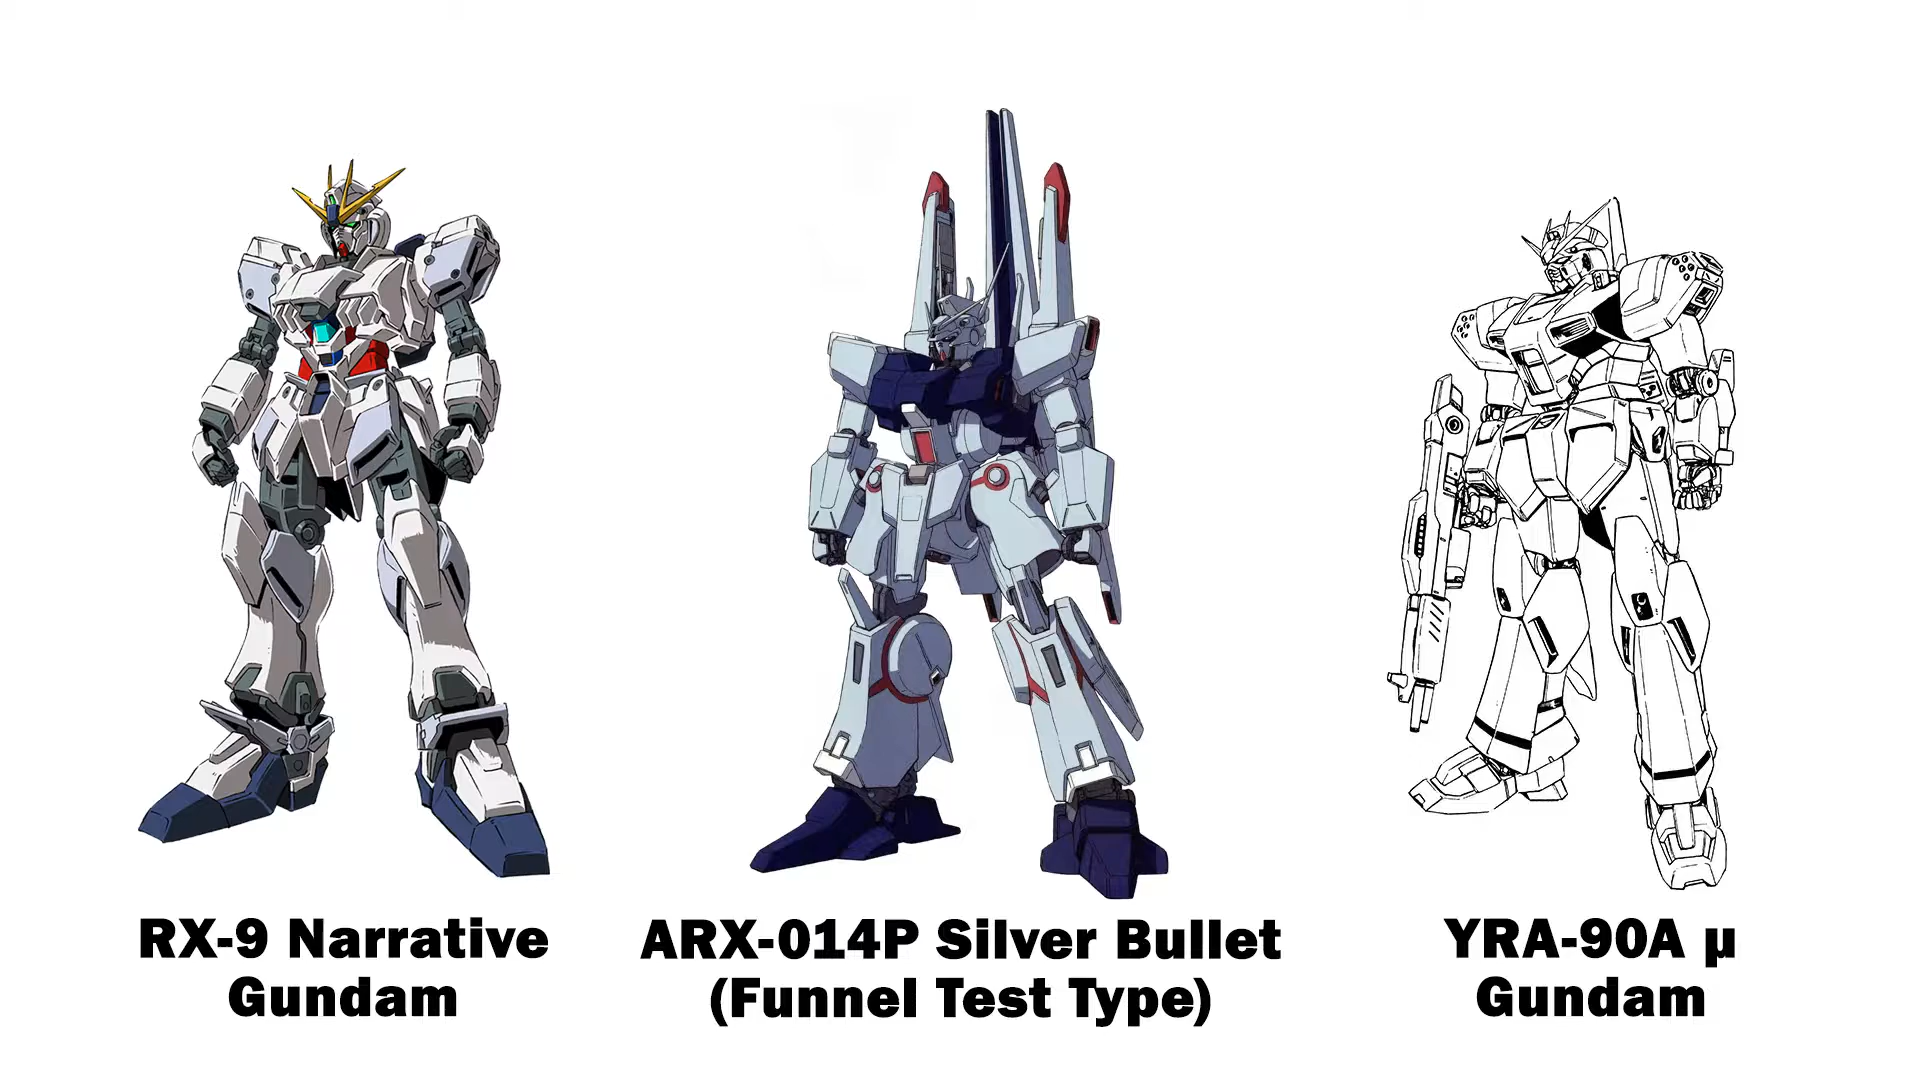 RX-9 Narrative
Gundam
ARX-014P Silver Bullet
(Funnel Test Type)
YRA-90A μ
Gundam